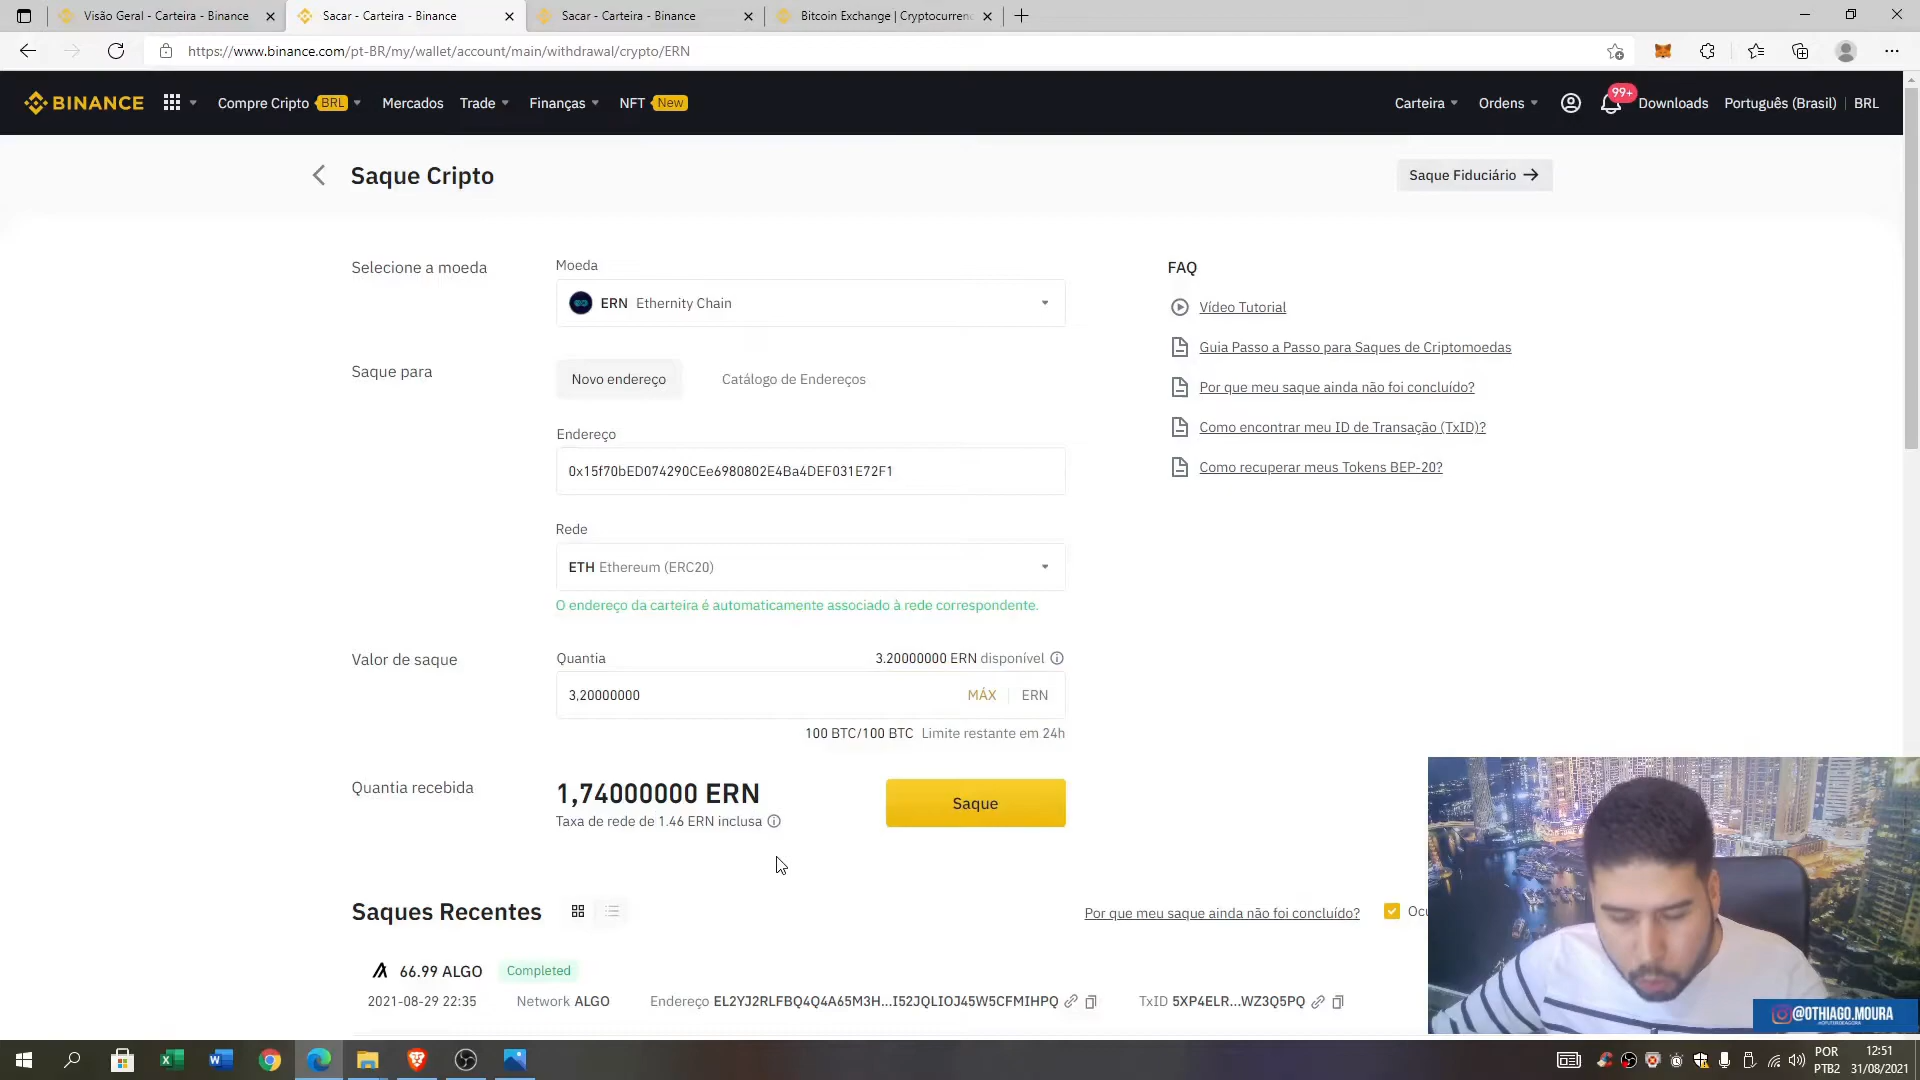 Visão Geral - Carteira - Binance
Sacar - Carteira - Binance
Sacar - Carteira - Binance
Bitcoin Exchange | Cryptocurrenc
https://www.binance.com/pt-BR/my/wallet/account/main/withdrawal/crypto/ERN
BINANCE
Compre Cripto BRL
Mercados
Trade
Finanças
NFT New
Carteira
Ordens
99+
Downloads
Português (Brasil)
BRL
Saque Cripto
Saque Fiduciário
Selecione a moeda
Moeda
ERN Ethernity Chain
Saque para
Novo endereço
Catálogo de Endereços
Endereço
0x15f70bED074290CEe6980802E4Ba4DEF031E72F1
Rede
ETH Ethereum (ERC20)
O endereço da carteira é automaticamente associado à rede correspondente.
Valor de saque
Quantia
3.20000000 ERN disponível
3,20000000
MÁX
ERN
100 BTC/100 BTC Limite restante em 24h
Quantia recebida
1,74000000 ERN
Taxa de rede de 1.46 ERN inclusa
Saque
FAQ
Vídeo Tutorial
Guia Passo a Passo para Saques de Criptomoedas
Por que meu saque ainda não foi concluído?
Como encontrar meu ID de Transação (TxID)?
Como recuperar meus Tokens BEP-20?
Saques Recentes
Por que meu saque ainda não foi concluído?
Ocu
66.99 ALGO
Completed
2021-08-29 22:35
Network ALGO
Endereço EL2YJ2RLFBQ4Q4A65M3H...I52JQLIOJ45W5CFMIHPQ
TxID 5XP4ELR...WZ3Q5PQ
@OTHIAGO.MOURA
POR
PTB2
12:51
31/08/2021